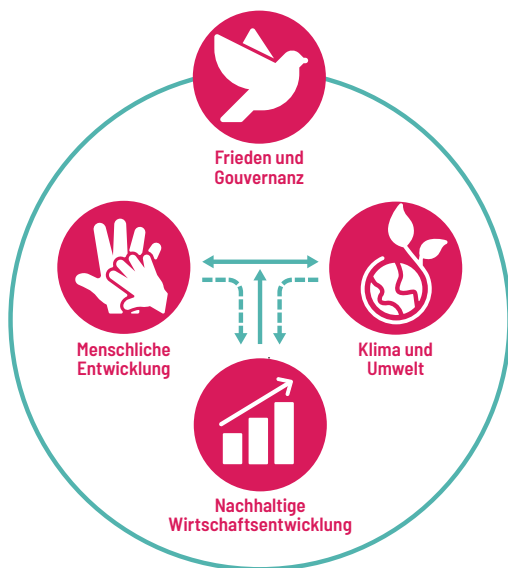 Frieden und
Gouvernanz
Menschliche
Entwicklung
Klima und
Umwelt
Nachhaltige
Wirtschaftsentwicklung